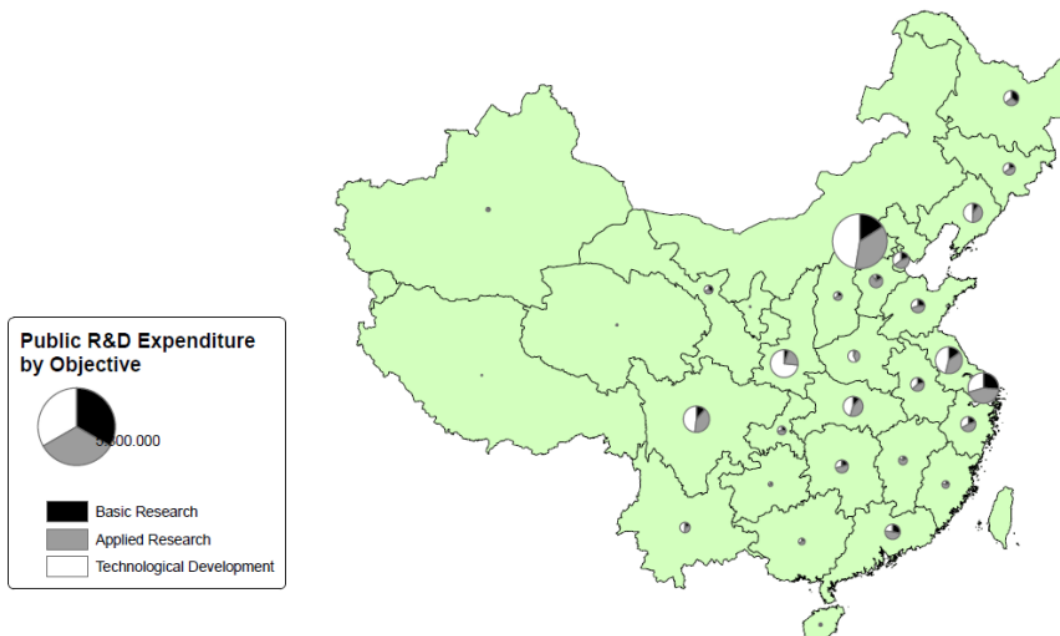 Public R&D Expenditure
by Objective
Basic Research
Applied Research
Technological Development